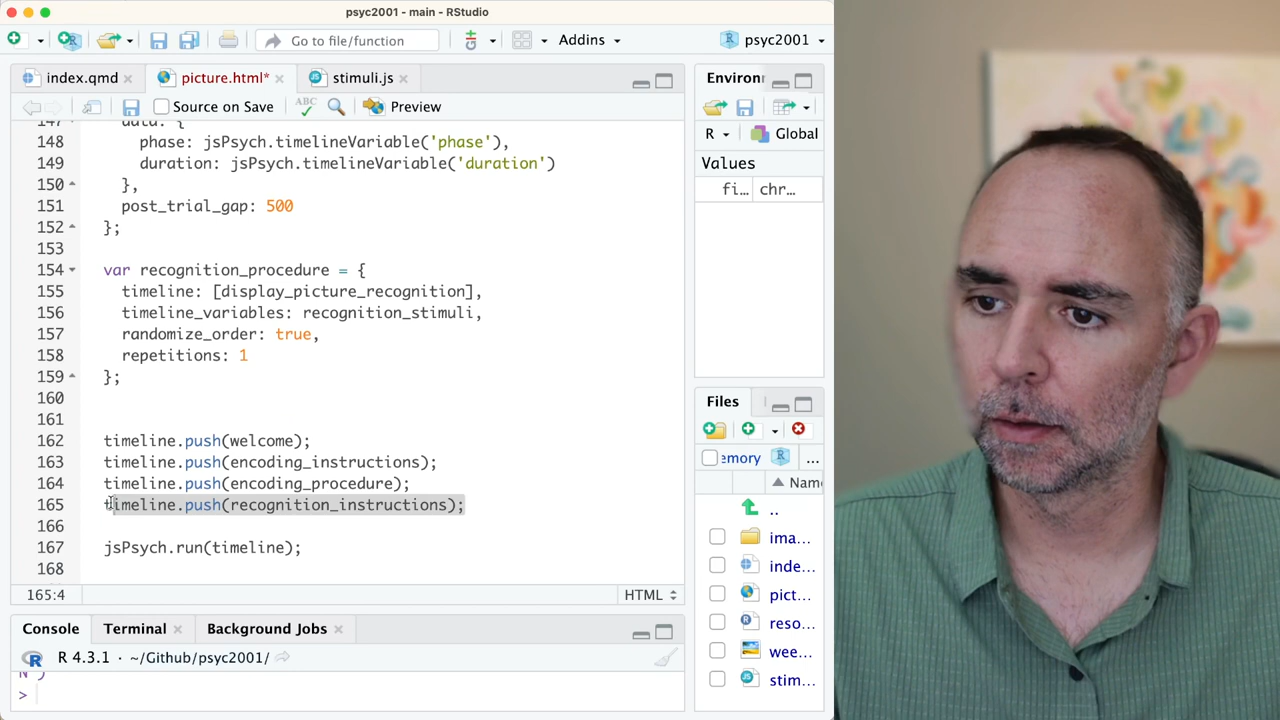 psyc2001 - main - RStudio
Go to file/function
Addins
psyc2001
index.qmd
picture.html*
stimuli.js
Environ
Source on Save
ABC
Preview
R
Global
Values
fi...
chr...
147
data: {
148 phase: jsPsych.timelineVariable('phase'),
149 duration: jsPsych.timelineVariable('duration')
150 },
151 post_trial_gap: 500
152 };
153
154 var recognition_procedure = {
155 timeline: [display_picture_recognition],
156 timeline_variables: recognition_stimuli,
157 randomize_order: true,
158 repetitions: 1
159 };
160
161
162 timeline.push(welcome);
163 timeline.push(encoding_instructions);
164 timeline.push(encoding_procedure);
165 timeline.push(recognition_instructions);
166
167 jsPsych.run(timeline);
168
165:4
HTML
Files
emory
...
Name
..
ima...
inde...
pict...
reso...
wee...
stim...
Console
Terminal
Background Jobs
R 4.3.1 · ~/Github/psyc2001/
>